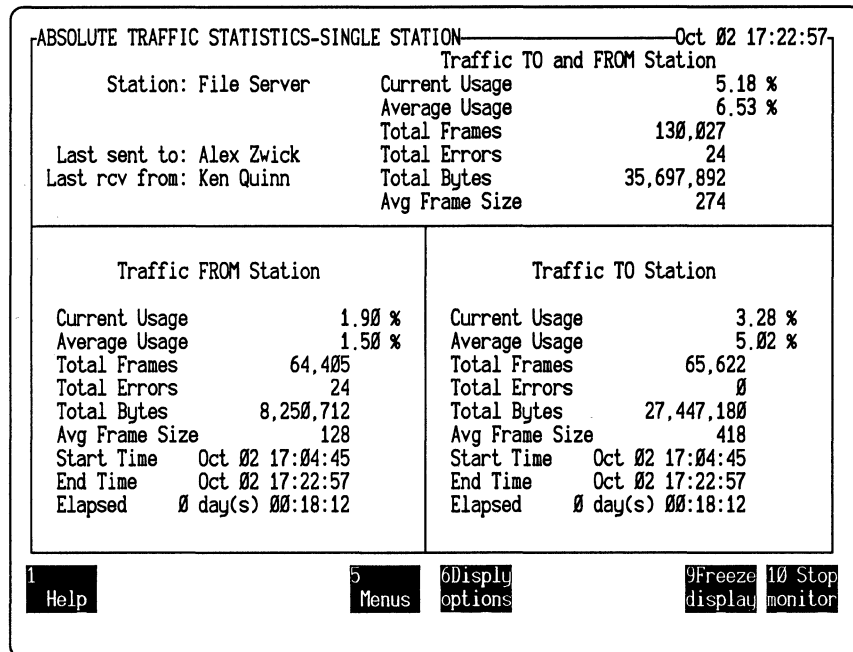 ABSOLUTE TRAFFIC STATISTICS-SINGLE STATION Oct 02 17:22:57
Traffic TO and FROM Station
Station: File Server Current Usage 5.18 %
Average Usage 6.53 %
Total Frames 130,027
Last sent to: Alex Zwick Total Errors 24
Last rcv from: Ken Quinn Total Bytes 35,697,892
Avg Frame Size 274
Traffic FROM Station
Current Usage 1.90 %
Average Usage 1.50 %
Total Frames 64,405
Total Errors 24
Total Bytes 8,250,712
Avg Frame Size 128
Start Time Oct 02 17:04:45
End Time Oct 02 17:22:57
Elapsed 0 day(s) 00:18:12
Traffic TO Station
Current Usage 3.28 %
Average Usage 5.02 %
Total Frames 65,622
Total Errors 0
Total Bytes 27,447,180
Avg Frame Size 418
Start Time Oct 02 17:04:45
End Time Oct 02 17:22:57
Elapsed 0 day(s) 00:18:12
1 Help
5 Menus
6Disply options
9Freeze display
10 Stop monitor